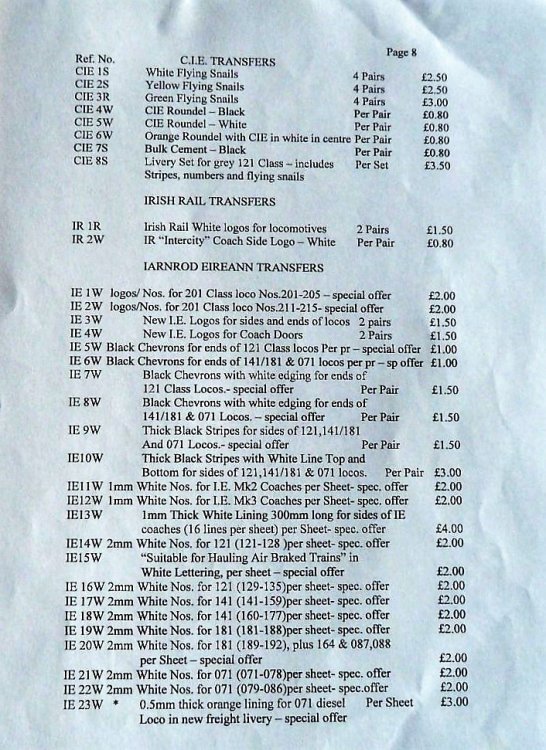 Page 8
Ref. No. C.I.E. TRANSFERS
CIE 1S White Flying Snails 4 Pairs £2.50
CIE 2S Yellow Flying Snails 4 Pairs £2.50
CIE 3R Green Flying Snails 4 Pairs £3.00
CIE 4W CIE Roundel – Black Per Pair £0.80
CIE 5W CIE Roundel – White Per Pair £0.80
CIE 6W Orange Roundel with CIE in white in centre Per Pair £0.80
CIE 7S Bulk Cement – Black Per Pair £0.80
CIE 8S Livery Set for grey 121 Class – includes Per Set £3.50
Stripes, numbers and flying snails
IRISH RAIL TRANSFERS
IR 1R Irish Rail White logos for locomotives 2 Pairs £1.50
IR 2W IR “Intercity” Coach Side Logo – White Per Pair £0.80
IARNROD EIREANN TRANSFERS
IE 1W logos/ Nos. for 201 Class loco Nos.201-205 – special offer £2.00
IE 2W logos/Nos. for 201 Class loco Nos.211-215- special offer £2.00
IE 3W New I.E. Logos for sides and ends of locos 2 pairs £1.50
IE 4W New I.E. Logos for Coach Doors 2 Pairs £1.50
IE 5W Black Chevrons for ends of 121 Class locos Per pr – special offer £1.00
IE 6W Black Chevrons for ends of 141/181 & 071 locos per pr – sp offer £1.00
IE 7W Black Chevrons with white edging for ends of
121 Class Locos.- special offer Per Pair £1.50
IE 8W Black Chevrons with white edging for ends of
141/181 & 071 Locos. – special offer Per Pair £1.50
IE 9W Thick Black Stripes for sides of 121,141/181
And 071 Locos.- special offer Per Pair £1.50
IE10W Thick Black Stripes with White Line Top and
Bottom for sides of 121,141/181 & 071 locos. Per Pair £3.00
IE11W 1mm White Nos. for I.E. Mk2 Coaches per Sheet- spec. offer £2.00
IE12W 1mm White Nos. for I.E. Mk3 Coaches per Sheet- spec. offer £2.00
IE13W 1mm Thick White Lining 300mm long for sides of IE
coaches (16 lines per sheet) per Sheet- spec. offer £4.00
IE14W 2mm White Nos. for 121 (121-128 )per sheet- spec. offer £2.00
IE15W “Suitable for Hauling Air Braked Trains” in
White Lettering, per sheet – special offer £2.00
IE 16W 2mm White Nos. for 121 (129-135)per sheet- spec. offer £2.00
IE 17W 2mm White Nos. for 141 (141-159)per sheet- spec. offer £2.00
IE 18W 2mm White Nos. for 141 (160-177)per sheet- spec. offer £2.00
IE 19W 2mm White Nos. for 181 (181-188)per sheet- spec. offer £2.00
IE 20W 2mm White Nos. for 181 (189-192), plus 164 & 087,088
per Sheet – special offer £2.00
IE 21W 2mm White Nos. for 071 (071-078)per sheet- spec. offer £2.00
IE 22W 2mm White Nos. for 071 (079-086)per sheet- spec. offer £2.00
IE 23W * 0.5mm thick orange lining for 071 diesel Per Sheet £3.00
Loco in new freight livery – special offer